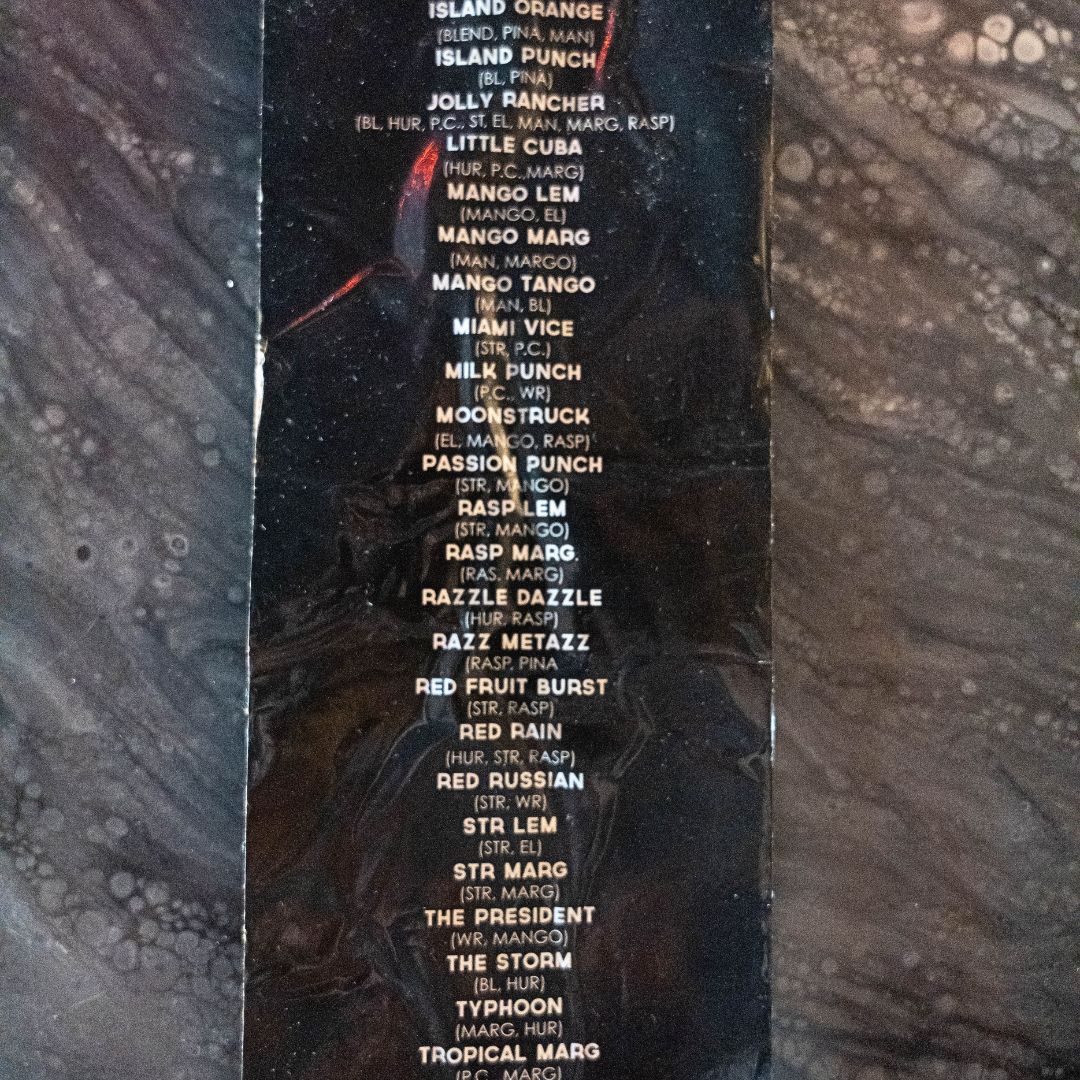 ISLAND ORANGE
(BLEND, PINA, MAN)
ISLAND PUNCH
(BL, PINA)
JOLLY RANCHER
(BL, HUR, P.C., ST, EL, MAN, MARG, RASP)
LITTLE CUBA
(HUR, P.C.,MARG)
MANGO LEM
(MANGO, EL)
MANGO MARG
(MAN, MARGO)
MANGO TANGO
(MAN, BL)
MIAMI VICE
(STR, P.C.)
MILK PUNCH
(P.C., WR)
MOONSTRUCK
(EL, MANGO, RASP)
PASSION PUNCH
(STR, MANGO)
RASP LEM
(STR, MANGO)
RASP MARG.
(RAS, MARG)
RAZZLE DAZZLE
(HUR, RASP)
RAZZ METAZZ
(RASP, PINA
RED FRUIT BURST
(STR, RASP)
RED RAIN
(HUR, STR, RASP)
RED RUSSIAN
(STR, WR)
STR LEM
(STR, EL)
STR MARG
(STR, MARG)
THE PRESIDENT
(WR, MANGO)
THE STORM
(BL, HUR)
TYPHOON
(MARG, HUR)
TROPICAL MARG
(P.C., MARG)